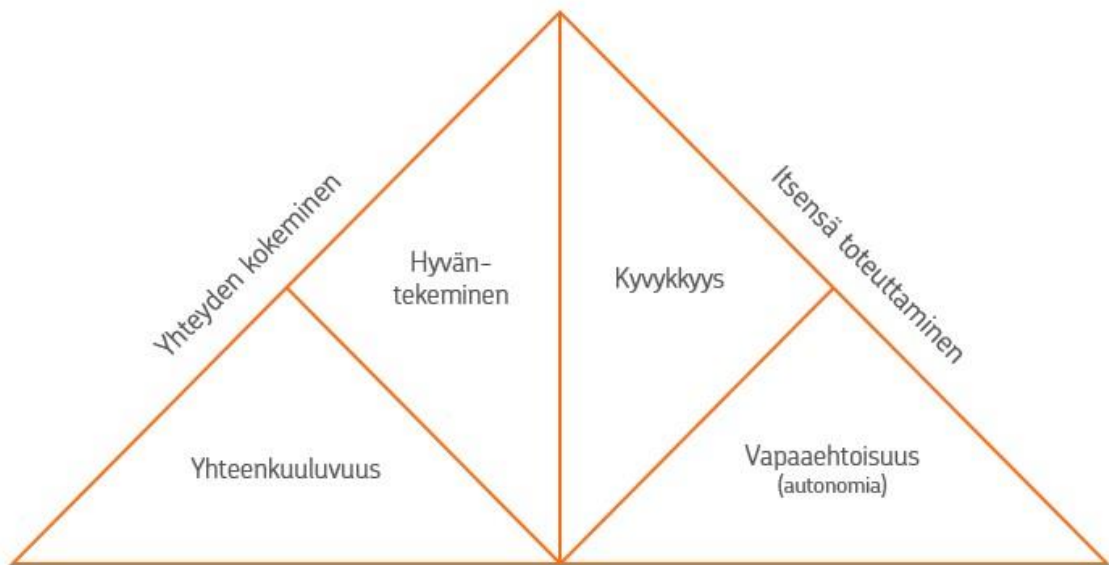 Yhteyden kokeminen
Itsensä toteuttaminen
Hyvän-
tekeminen
Kyvykkyys
Yhteenkuuluvuus
Vapaaehtoisuus
(autonomia)